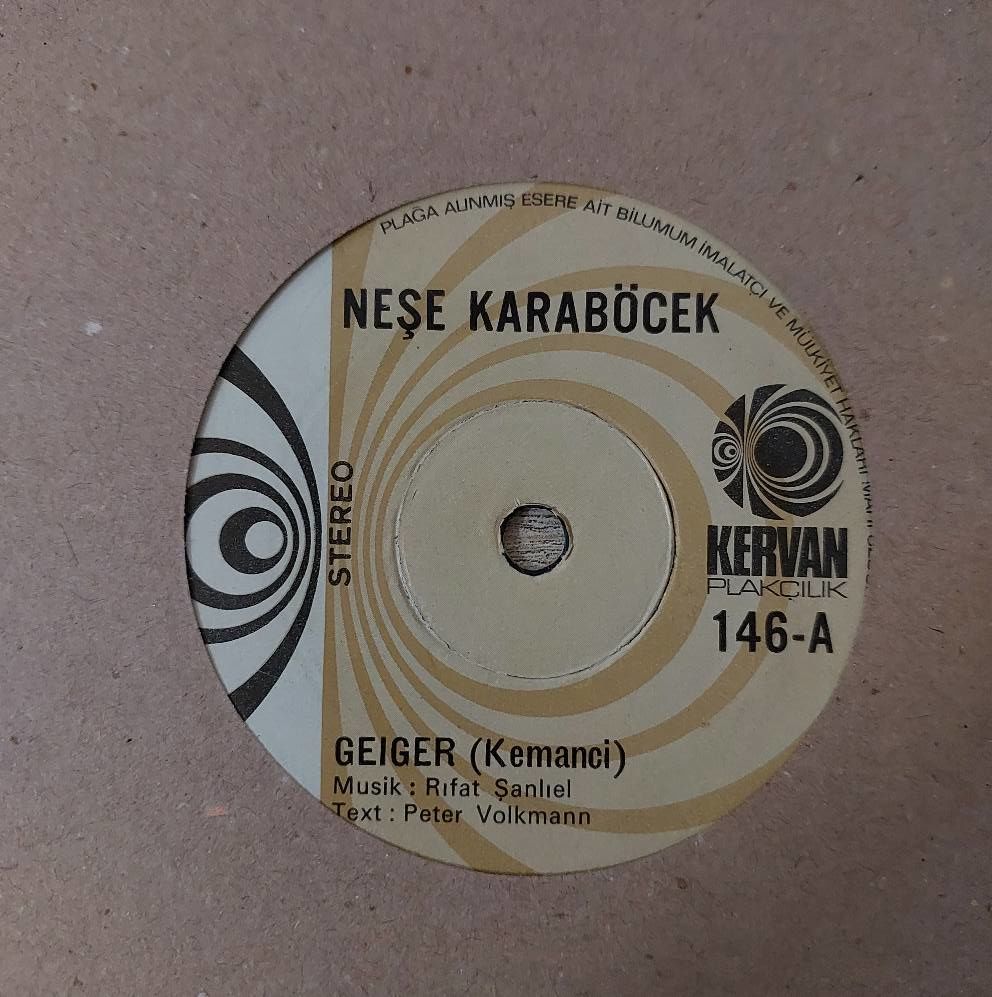 PLAĞA ALINMIŞ ESERE AİT BİLUMUM İMALATÇI VE MÜLKİYET HAKLARI
NEŞE KARABÖCEK
STEREO
KERVAN
PLAKÇILIK
146-A
GEIGER (Kemanci)
Musik : Rıfat Şanlıel
Text : Peter Volkmann